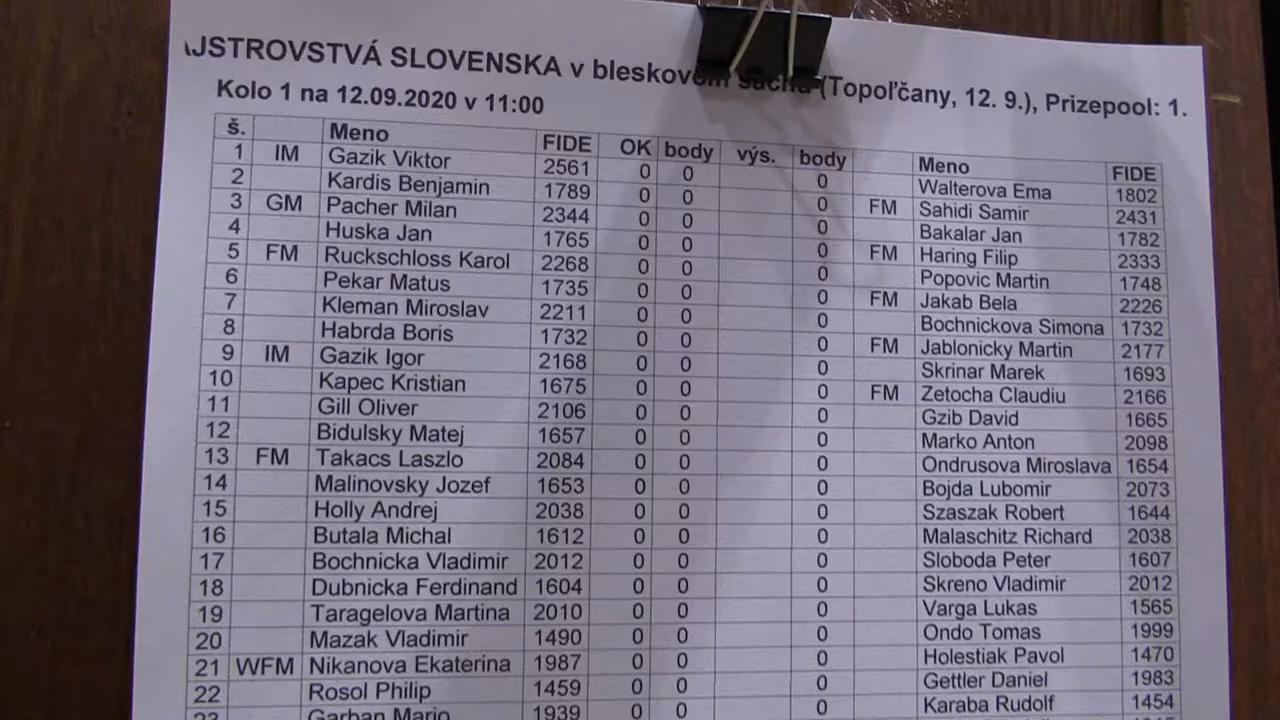 AJSTROVSTVÁ SLOVENSKA v bleskovom šachu (Topoľčany, 12. 9.), Prizepool: 1.
Kolo 1 na 12.09.2020 v 11:00
š. Meno FIDE OK body výs. body Meno FIDE
1 IM Gazik Viktor 2561 0 0 0 Walterova Ema 1802
2 Kardis Benjamin 1789 0 0 0 FM Sahidi Samir 2431
3 GM Pacher Milan 2344 0 0 0 Bakalar Jan 1782
4 Huska Jan 1765 0 0 0 FM Haring Filip 2333
5 FM Ruckschloss Karol 2268 0 0 0 Popovic Martin 1748
6 Pekar Matus 1735 0 0 0 FM Jakab Bela 2226
7 Kleman Miroslav 2211 0 0 0 Bochnickova Simona 1732
8 Habrda Boris 1732 0 0 0 FM Jablonicky Martin 2177
9 IM Gazik Igor 2168 0 0 0 Skrinar Marek 1693
10 Kapec Kristian 1675 0 0 0 FM Zetocha Claudiu 2166
11 Gill Oliver 2106 0 0 0 Gzib David 1665
12 Bidulsky Matej 1657 0 0 0 Marko Anton 2098
13 FM Takacs Laszlo 2084 0 0 0 Ondrusova Miroslava 1654
14 Malinovsky Jozef 1653 0 0 0 Bojda Lubomir 2073
15 Holly Andrej 2038 0 0 0 Szaszak Robert 1644
16 Butala Michal 1612 0 0 0 Malaschitz Richard 2038
17 Bochnicka Vladimir 2012 0 0 0 Sloboda Peter 1607
18 Dubnicka Ferdinand 1604 0 0 0 Skreno Vladimir 2012
19 Taragelova Martina 2010 0 0 0 Varga Lukas 1565
20 Mazak Vladimir 1490 0 0 0 Ondo Tomas 1999
21 WFM Nikanova Ekaterina 1987 0 0 0 Holestiak Pavol 1470
22 Rosol Philip 1459 0 0 0 Gettler Daniel 1983
23 Garban Mario 1939 0 0 0 Karaba Rudolf 1454